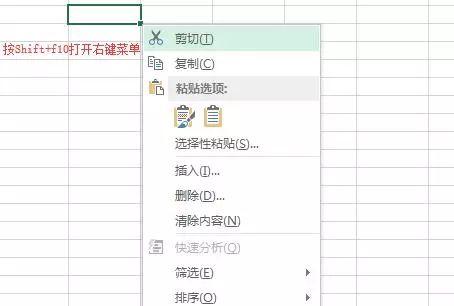 剪切(T)
按Shift+f10打开右键菜单
复制(C)
粘贴选项:
选择性粘贴(S)...
插入(I)...
删除(D)...
清除内容(N)
快速分析(Q)
筛选(E)
排序(O)